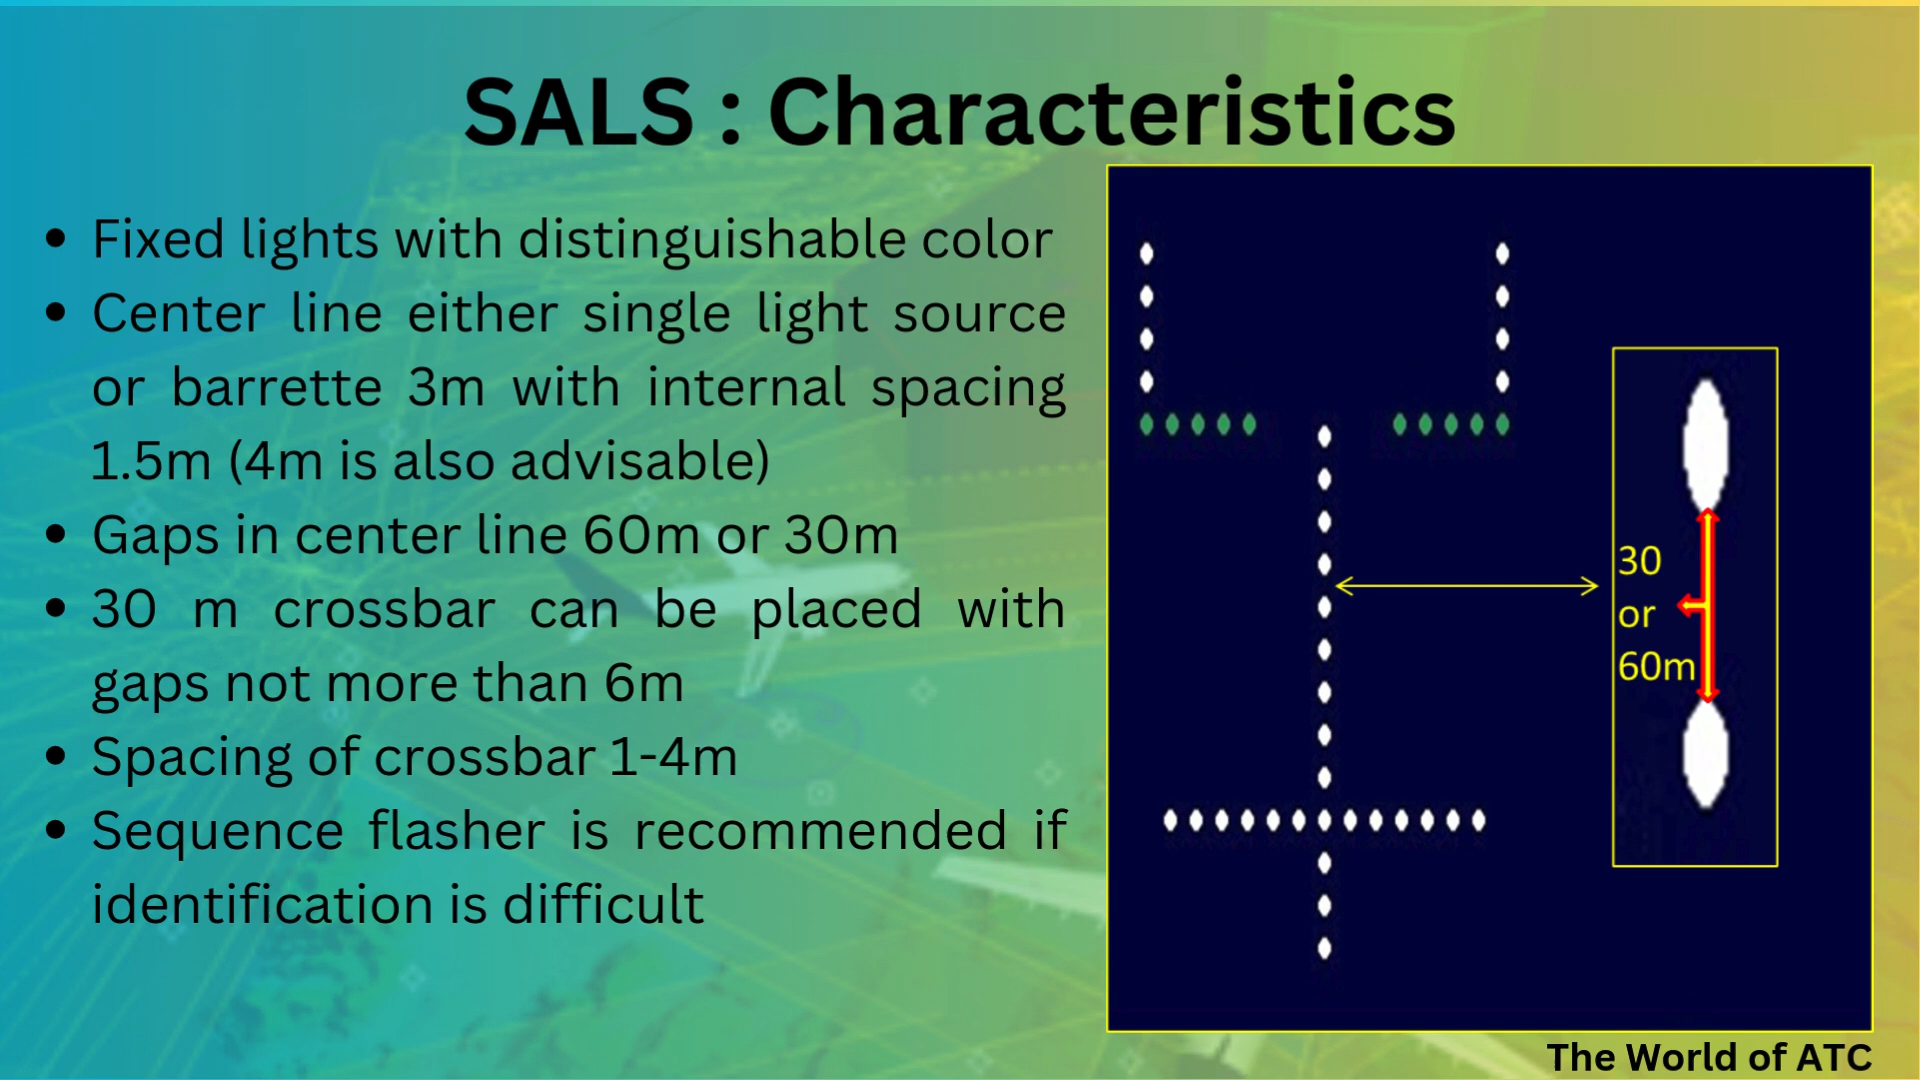 SALS : Characteristics
• Fixed lights with distinguishable color
• Center line either single light source
or barrette 3m with internal spacing
1.5m (4m is also advisable)
• Gaps in center line 60m or 30m
• 30 m crossbar can be placed with
gaps not more than 6m
• Spacing of crossbar 1-4m
• Sequence flasher is recommended if
identification is difficult
30
or
60m
The World of ATC